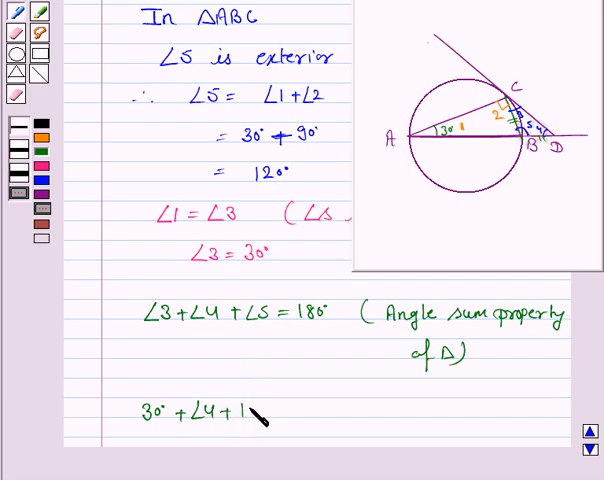 In ΔABC
∠5 is exterior
∴ ∠5 = ∠1+∠2
= 30° + 90°
= 120°
∠1 = ∠3 (∠s
∠3 = 30°
∠3 + ∠4 + ∠5 = 180° ( Angle sum property
of Δ)
30° + ∠4 + 1
A
30°
1
2
C
3
5
4
B
D